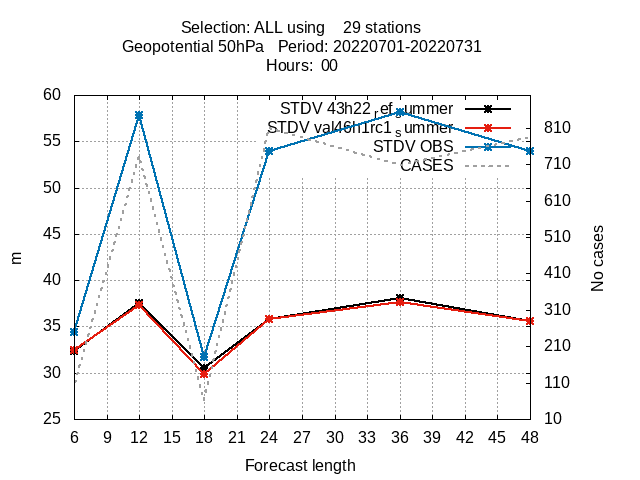 Selection: ALL using 29 stations
Geopotential 50hPa Period: 20220701-20220731
Hours: 00
STDV 43h22_ref_summer
STDV val46h1rc1_summer
STDV OBS
CASES
60
55
50
45
40
35
30
25
m
810
710
610
510
410
310
210
110
10
No cases
6 9 12 15 18 21 24 27 30 33 36 39 42 45 48
Forecast length